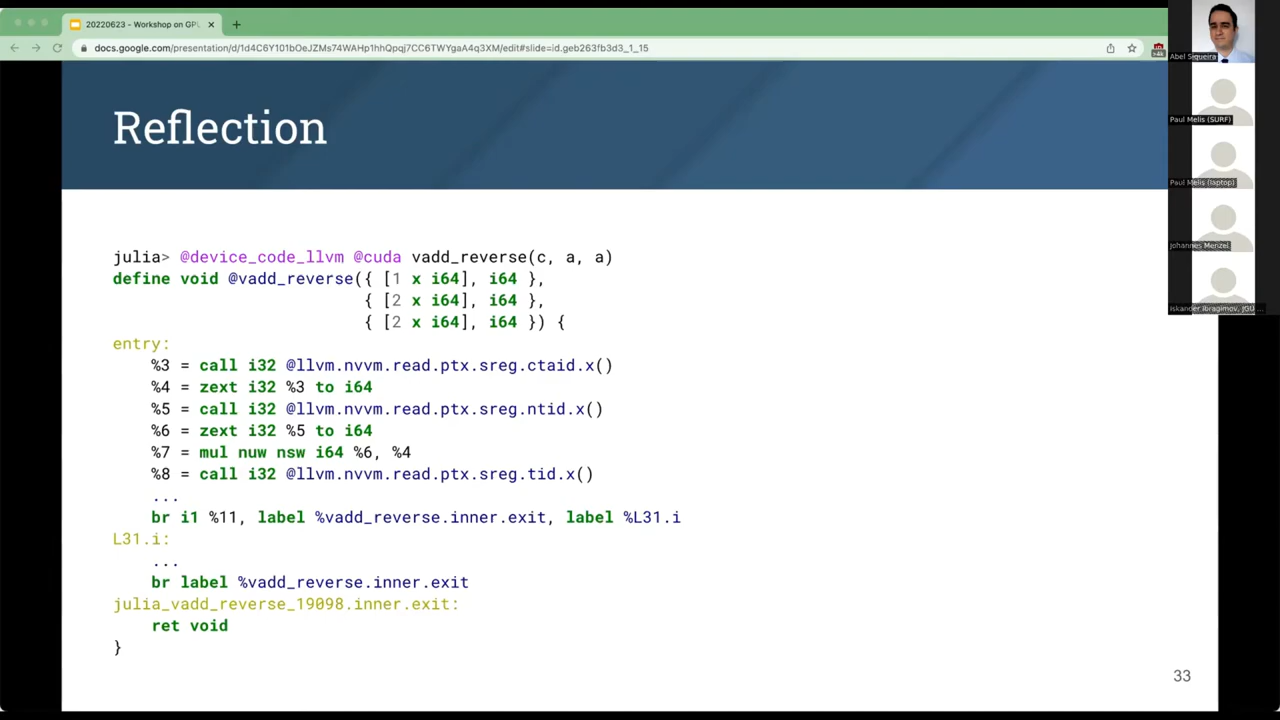 20220623 - Workshop on GPU
docs.google.com/presentation/d/1d4C6Y101bOeJZMs74WAHp1hhQpqj7CC6TWYgaA4q3XM/edit#slide=id.geb263fb3d3_1_15
Abel Siqueira
Paul Melis (SURF)
Paul Melis (laptop)
Johannes Menzel
Iskander Ibragimov, JGU ...
Reflection
julia> @device_code_llvm @cuda vadd_reverse(c, a, a)
define void @vadd_reverse({ [1 x i64], i64 },
{ [2 x i64], i64 },
{ [2 x i64], i64 }) {
entry:
%3 = call i32 @llvm.nvvm.read.ptx.sreg.ctaid.x()
%4 = zext i32 %3 to i64
%5 = call i32 @llvm.nvvm.read.ptx.sreg.ntid.x()
%6 = zext i32 %5 to i64
%7 = mul nuw nsw i64 %6, %4
%8 = call i32 @llvm.nvvm.read.ptx.sreg.tid.x()
...
br i1 %11, label %vadd_reverse.inner.exit, label %L31.i
L31.i:
...
br label %vadd_reverse.inner.exit
julia_vadd_reverse_19098.inner.exit:
ret void
}
33